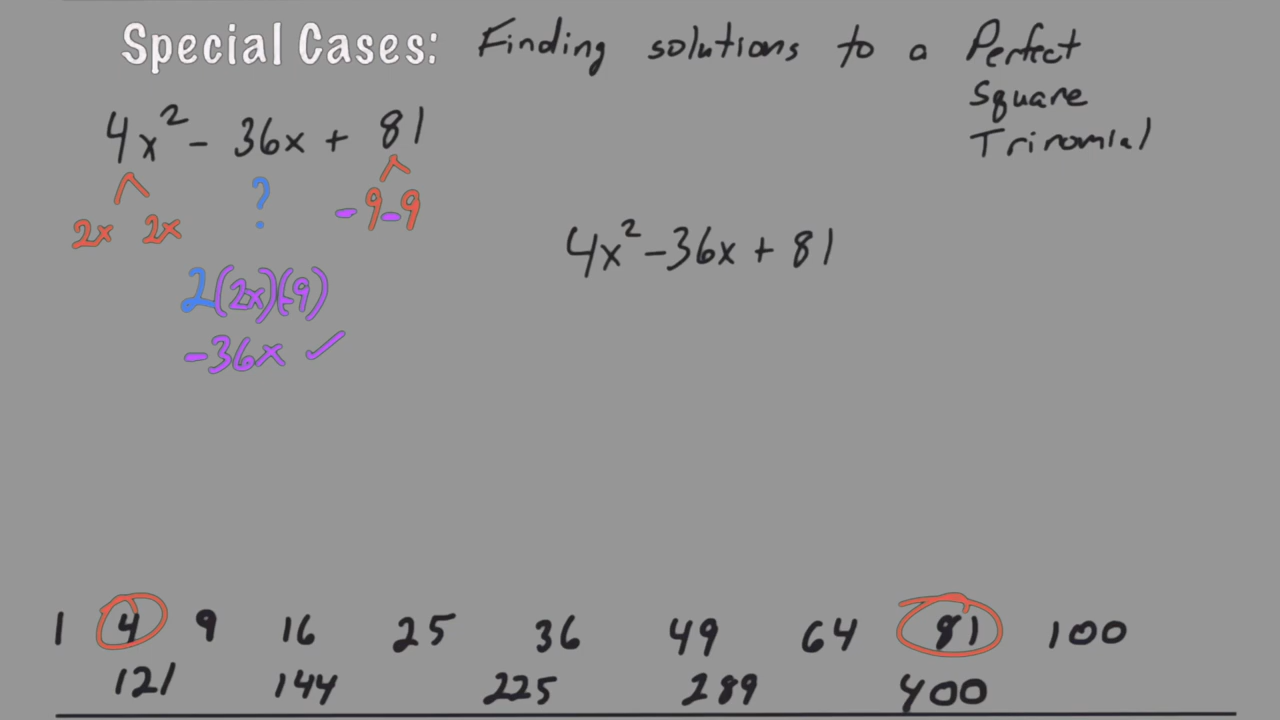 Special Cases: Finding solutions to a Perfect
Square
Trinomial
4x² - 36x + 81
2x 2x ? -9 -9
2(2x)(-9)
-36x ✓
4x² - 36x + 81
1 4 9 16 25 36 49 64 81 100
121 144 225 289 400